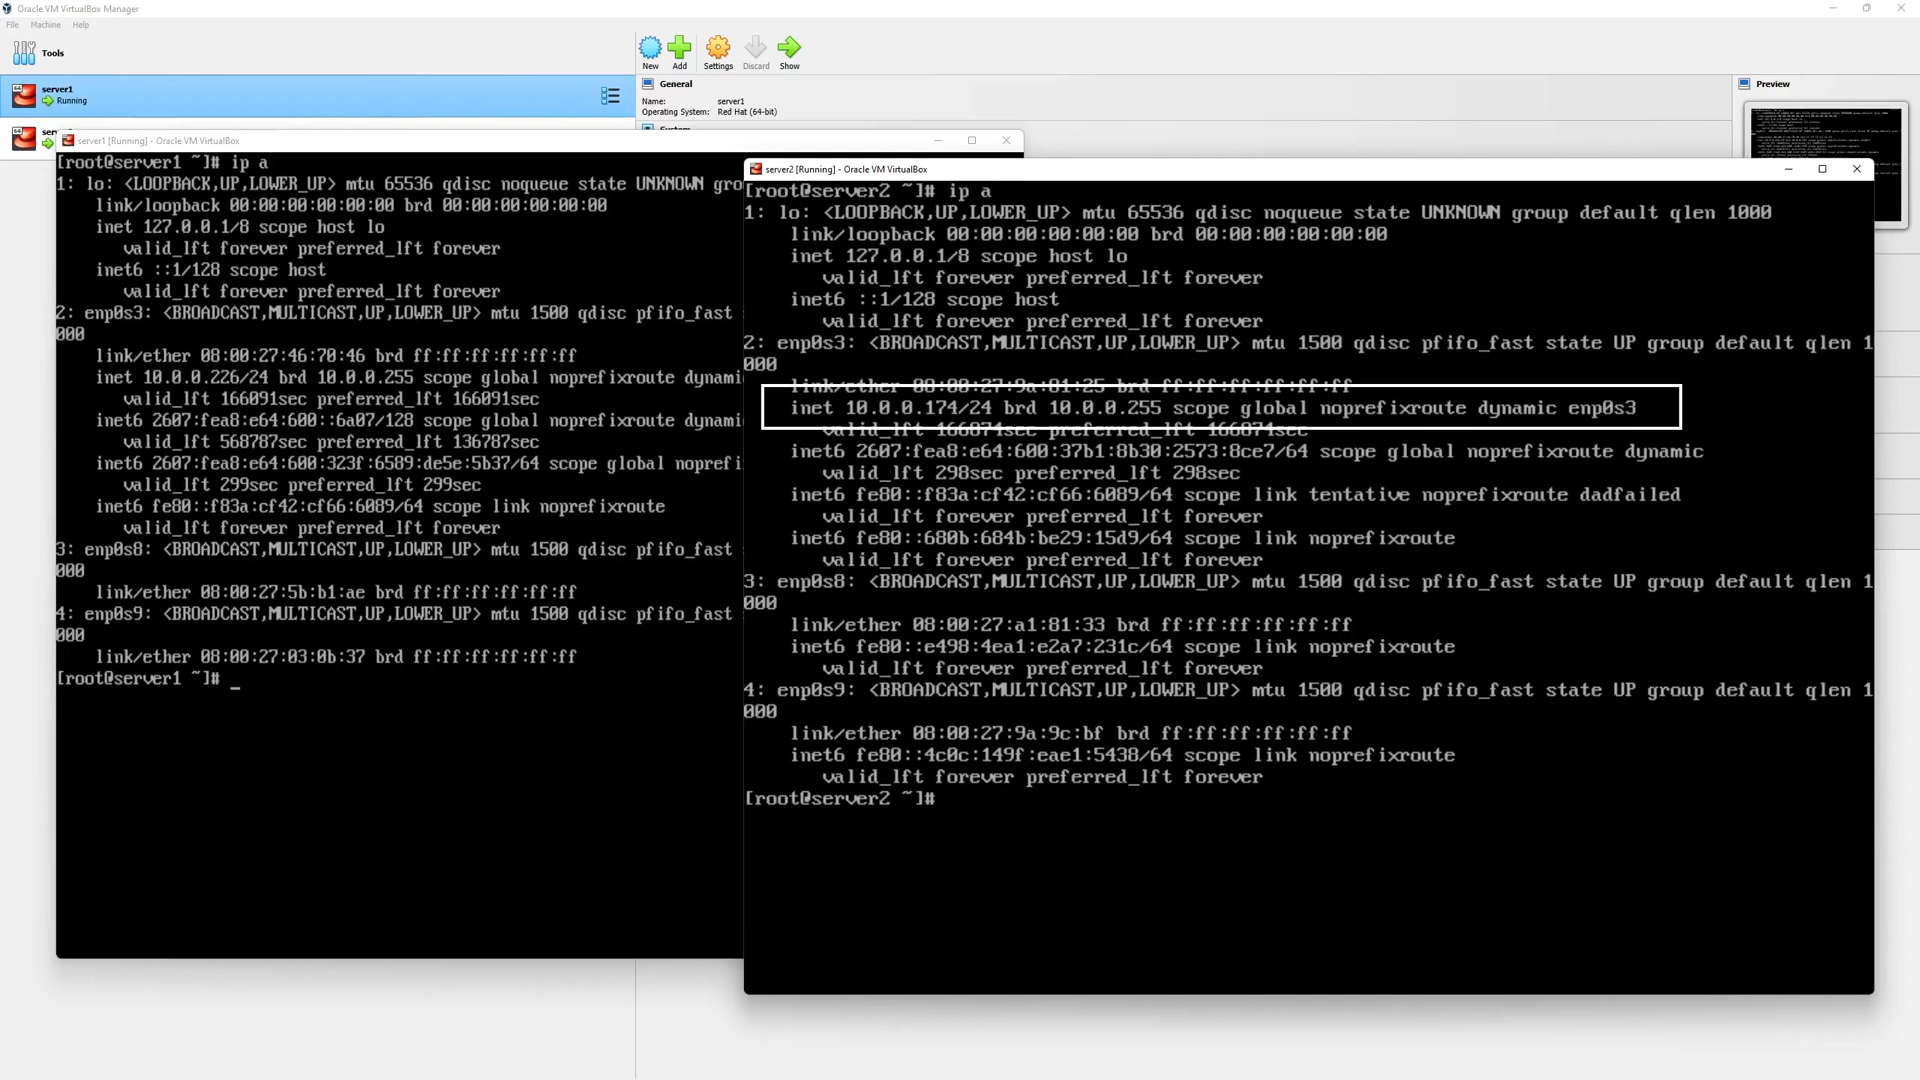 Oracle VM VirtualBox Manager
File Machine Help
Tools
New Add Settings Discard Show
server1
Running
General
Name: server1
Operating System: Red Hat (64-bit)
Preview
server1 [Running] - Oracle VM VirtualBox
[root@server1 ~]# ip a
1: lo: <LOOPBACK,UP,LOWER_UP> mtu 65536 qdisc noqueue state UNKNOWN gro
link/loopback 00:00:00:00:00:00 brd 00:00:00:00:00:00
inet 127.0.0.1/8 scope host lo
valid_lft forever preferred_lft forever
inet6 ::1/128 scope host
valid_lft forever preferred_lft forever
2: enp0s3: <BROADCAST,MULTICAST,UP,LOWER_UP> mtu 1500 qdisc pfifo_fast
000
link/ether 08:00:27:46:70:46 brd ff:ff:ff:ff:ff:ff
inet 10.0.0.226/24 brd 10.0.0.255 scope global noprefixroute dynami
valid_lft 166091sec preferred_lft 166091sec
inet6 2607:fea8:e64:600::6a07/128 scope global noprefixroute dynami
valid_lft 568787sec preferred_lft 136787sec
inet6 2607:fea8:e64:600:323f:6589:de5e:5b37/64 scope global noprefi
valid_lft 299sec preferred_lft 299sec
inet6 fe80::f83a:cf42:cf66:6089/64 scope link noprefixroute
valid_lft forever preferred_lft forever
3: enp0s8: <BROADCAST,MULTICAST,UP,LOWER_UP> mtu 1500 qdisc pfifo_fast
000
link/ether 08:00:27:5b:b1:ae brd ff:ff:ff:ff:ff:ff
4: enp0s9: <BROADCAST,MULTICAST,UP,LOWER_UP> mtu 1500 qdisc pfifo_fast
000
link/ether 08:00:27:03:0b:37 brd ff:ff:ff:ff:ff:ff
[root@server1 ~]# _
server2 [Running] - Oracle VM VirtualBox
[root@server2 ~]# ip a
1: lo: <LOOPBACK,UP,LOWER_UP> mtu 65536 qdisc noqueue state UNKNOWN group default qlen 1000
link/loopback 00:00:00:00:00:00 brd 00:00:00:00:00:00
inet 127.0.0.1/8 scope host lo
valid_lft forever preferred_lft forever
inet6 ::1/128 scope host
valid_lft forever preferred_lft forever
2: enp0s3: <BROADCAST,MULTICAST,UP,LOWER_UP> mtu 1500 qdisc pfifo_fast state UP group default qlen 1
000
link/ether 08:00:27:9a:81:25 brd ff:ff:ff:ff:ff:ff
inet 10.0.0.174/24 brd 10.0.0.255 scope global noprefixroute dynamic enp0s3
valid_lft 166874sec preferred_lft 166874sec
inet6 2607:fea8:e64:600:37b1:8b30:2573:8ce7/64 scope global noprefixroute dynamic
valid_lft 298sec preferred_lft 298sec
inet6 fe80::f83a:cf42:cf66:6089/64 scope link tentative noprefixroute dadfailed
valid_lft forever preferred_lft forever
inet6 fe80::680b:684b:be29:15d9/64 scope link noprefixroute
valid_lft forever preferred_lft forever
3: enp0s8: <BROADCAST,MULTICAST,UP,LOWER_UP> mtu 1500 qdisc pfifo_fast state UP group default qlen 1
000
link/ether 08:00:27:a1:81:33 brd ff:ff:ff:ff:ff:ff
inet6 fe80::e498:4ea1:e2a7:231c/64 scope link noprefixroute
valid_lft forever preferred_lft forever
4: enp0s9: <BROADCAST,MULTICAST,UP,LOWER_UP> mtu 1500 qdisc pfifo_fast state UP group default qlen 1
000
link/ether 08:00:27:9a:9c:bf brd ff:ff:ff:ff:ff:ff
inet6 fe80::4c0c:149f:eae1:5438/64 scope link noprefixroute
valid_lft forever preferred_lft forever
[root@server2 ~]#